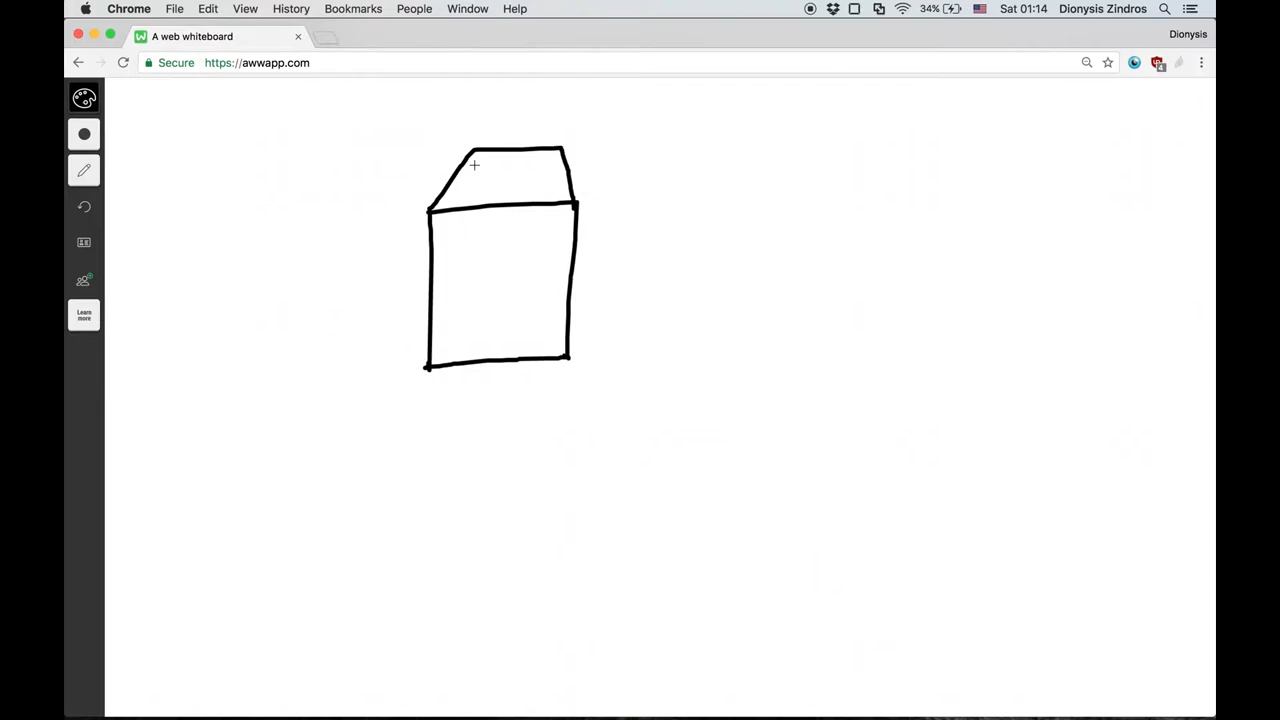 Chrome File Edit View History Bookmarks People Window Help 34% Sat 01:14 Dionysis Zindros
A web whiteboard Dionysis
Secure https://awwapp.com 4
Learn more